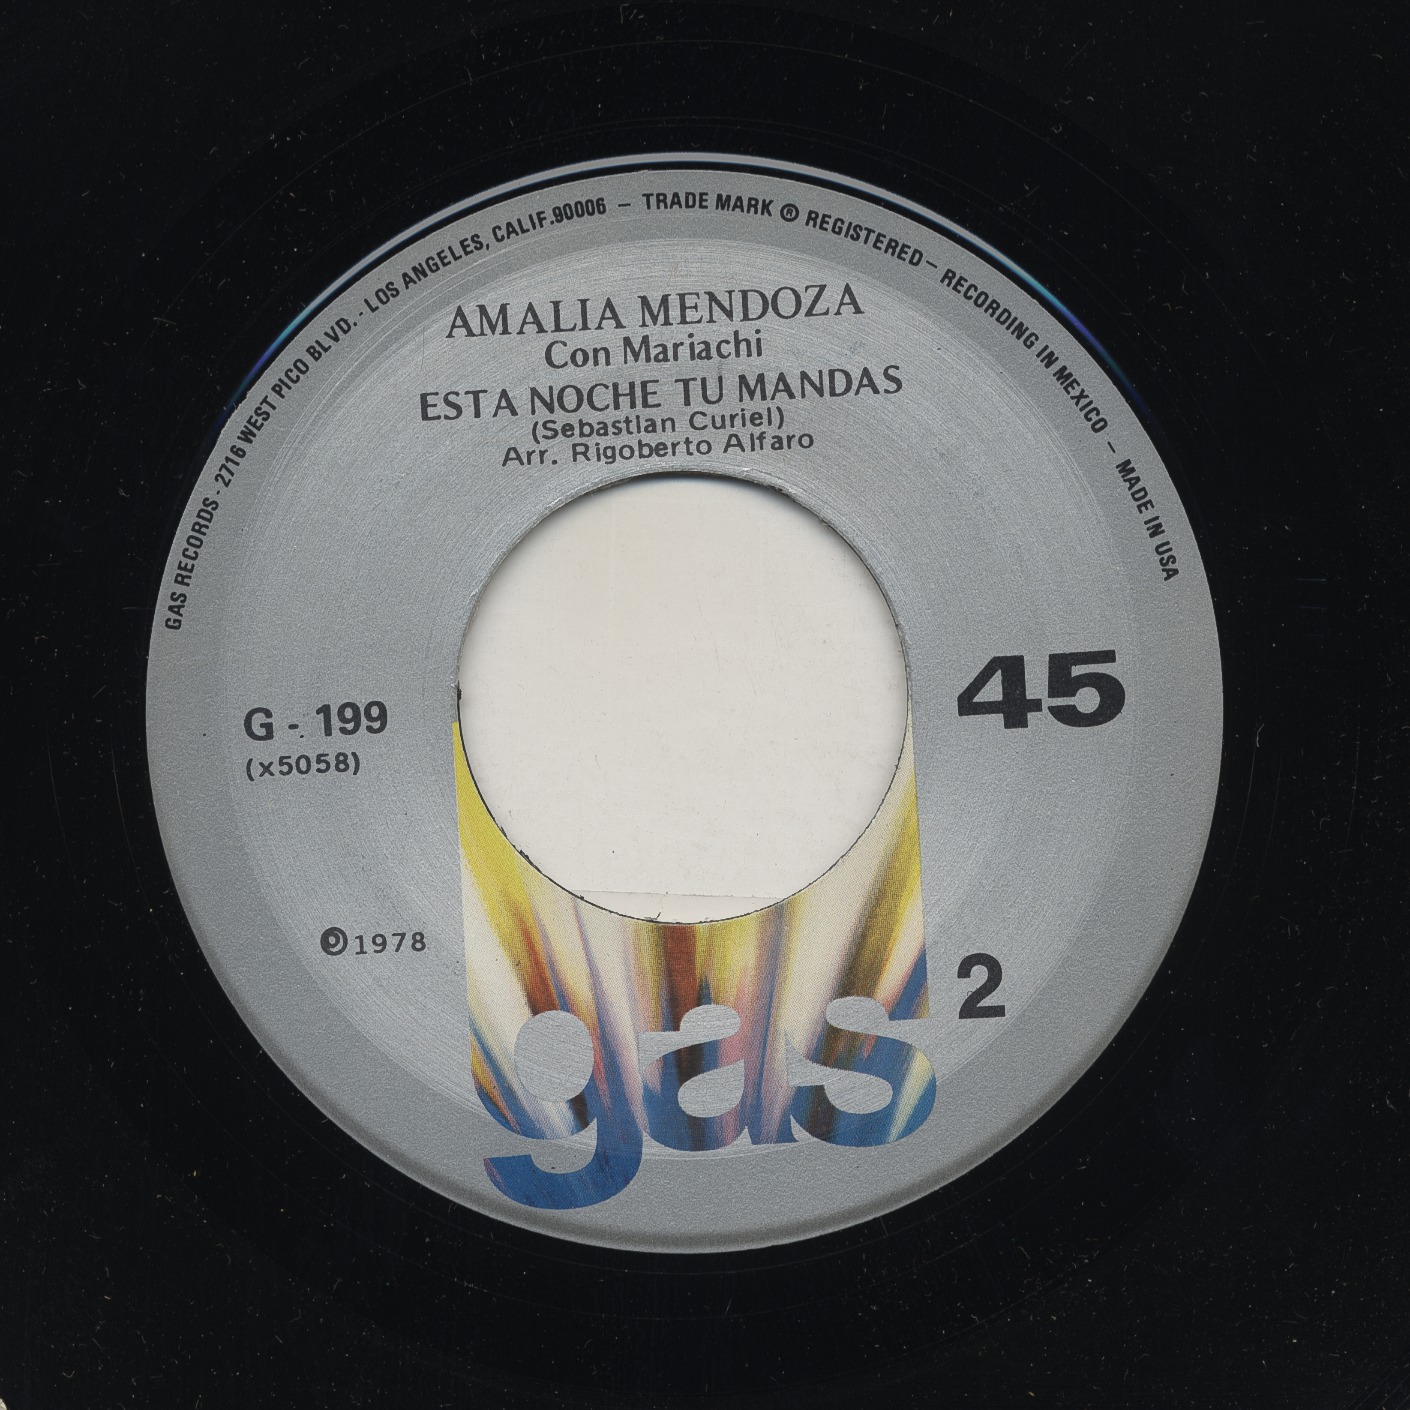 GAS RECORDS - 2716 WEST PICO BLVD. - LOS ANGELES, CALIF.90006 – TRADE MARK ® REGISTERED – RECORDING IN MEXICO – MADE IN USA
AMALIA MENDOZA
Con Mariachi
ESTA NOCHE TU MANDAS
(Sebastian Curiel)
Arr. Rigoberto Alfaro
45
G - 199
(x5058)
℗1978
2
gas